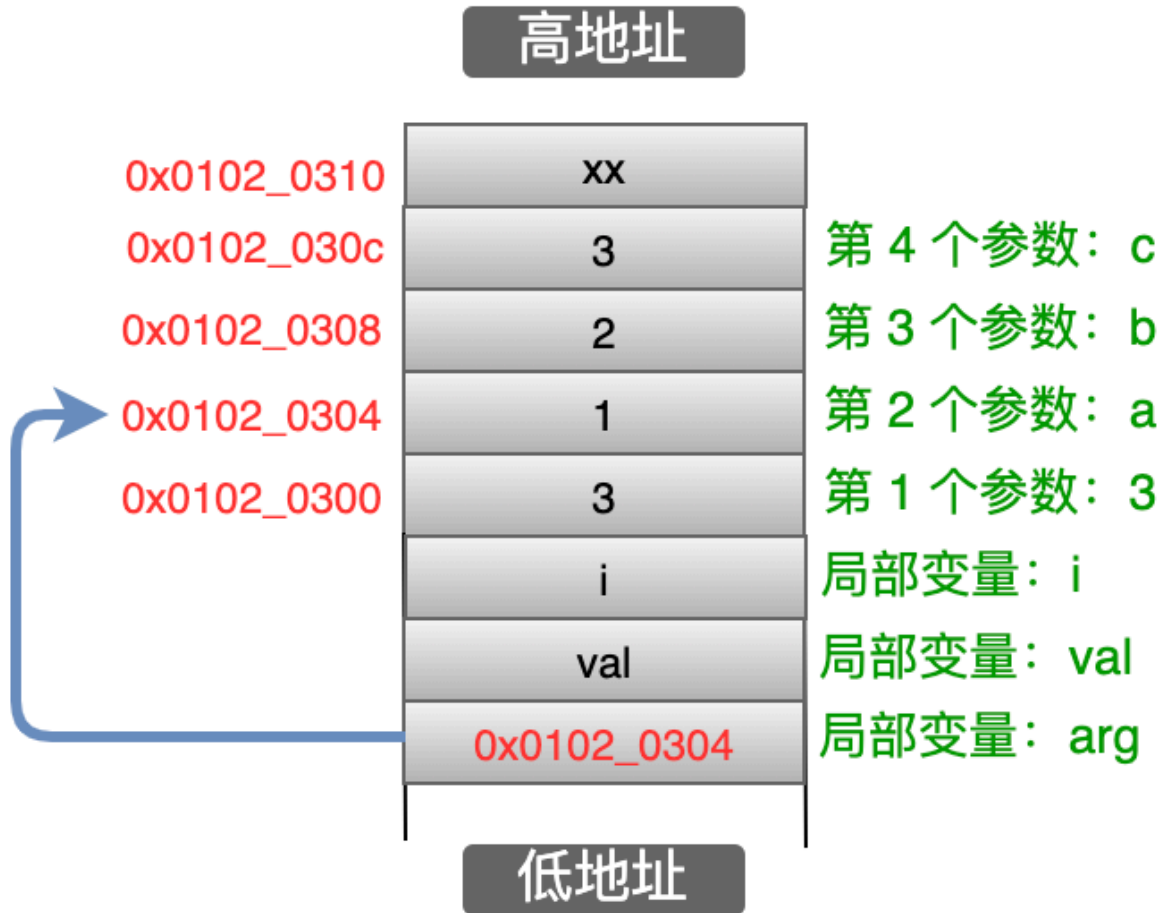 高地址
0x0102_0310 xx
0x0102_030c 3 第 4 个参数：c
0x0102_0308 2 第 3 个参数：b
0x0102_0304 1 第 2 个参数：a
0x0102_0300 3 第 1 个参数：3
i 局部变量：i
val 局部变量：val
0x0102_0304 局部变量：arg
低地址